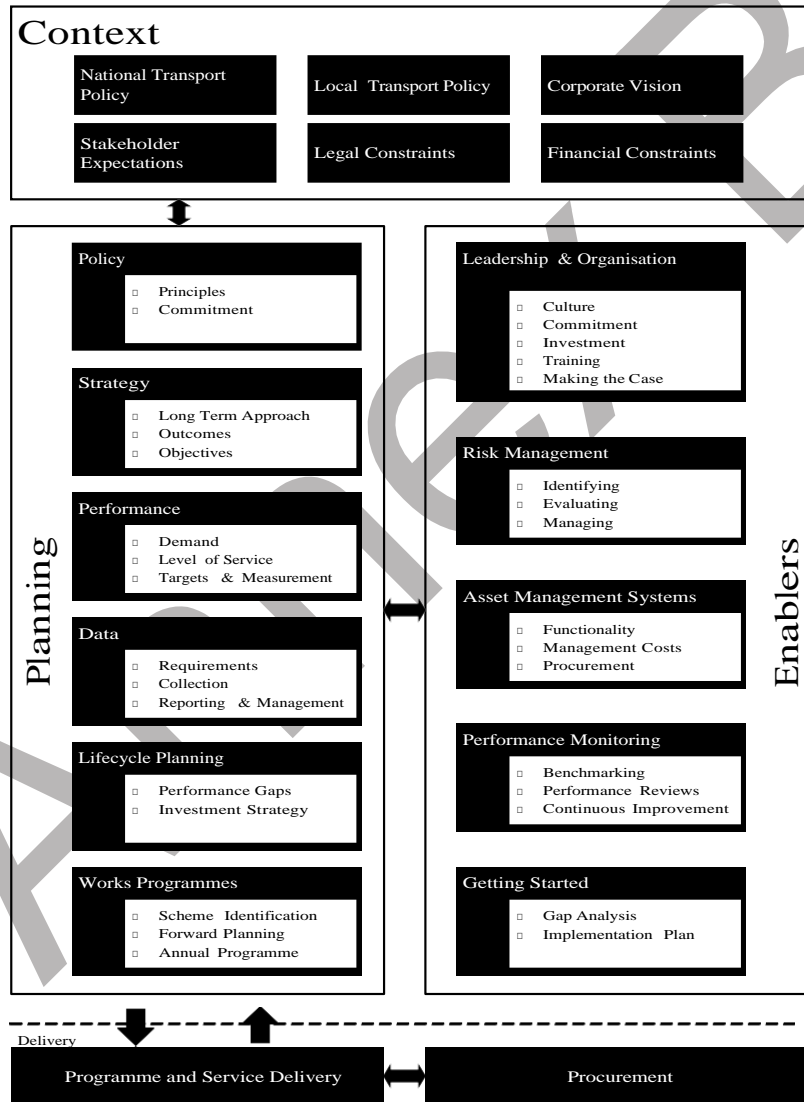 Context
National Transport
Policy
Local Transport Policy
Corporate Vision
Stakeholder
Expectations
Legal Constraints
Financial Constraints
Planning
Policy
Principles
Commitment
Strategy
Long Term Approach
Outcomes
Objectives
Performance
Demand
Level of Service
Targets & Measurement
Data
Requirements
Collection
Reporting & Management
Lifecycle Planning
Performance Gaps
Investment Strategy
Works Programmes
Scheme Identification
Forward Planning
Annual Programme
Enablers
Leadership & Organisation
Culture
Commitment
Investment
Training
Making the Case
Risk Management
Identifying
Evaluating
Managing
Asset Management Systems
Functionality
Management Costs
Procurement
Performance Monitoring
Benchmarking
Performance Reviews
Continuous Improvement
Getting Started
Gap Analysis
Implementation Plan
Delivery
Programme and Service Delivery
Procurement
Annex B